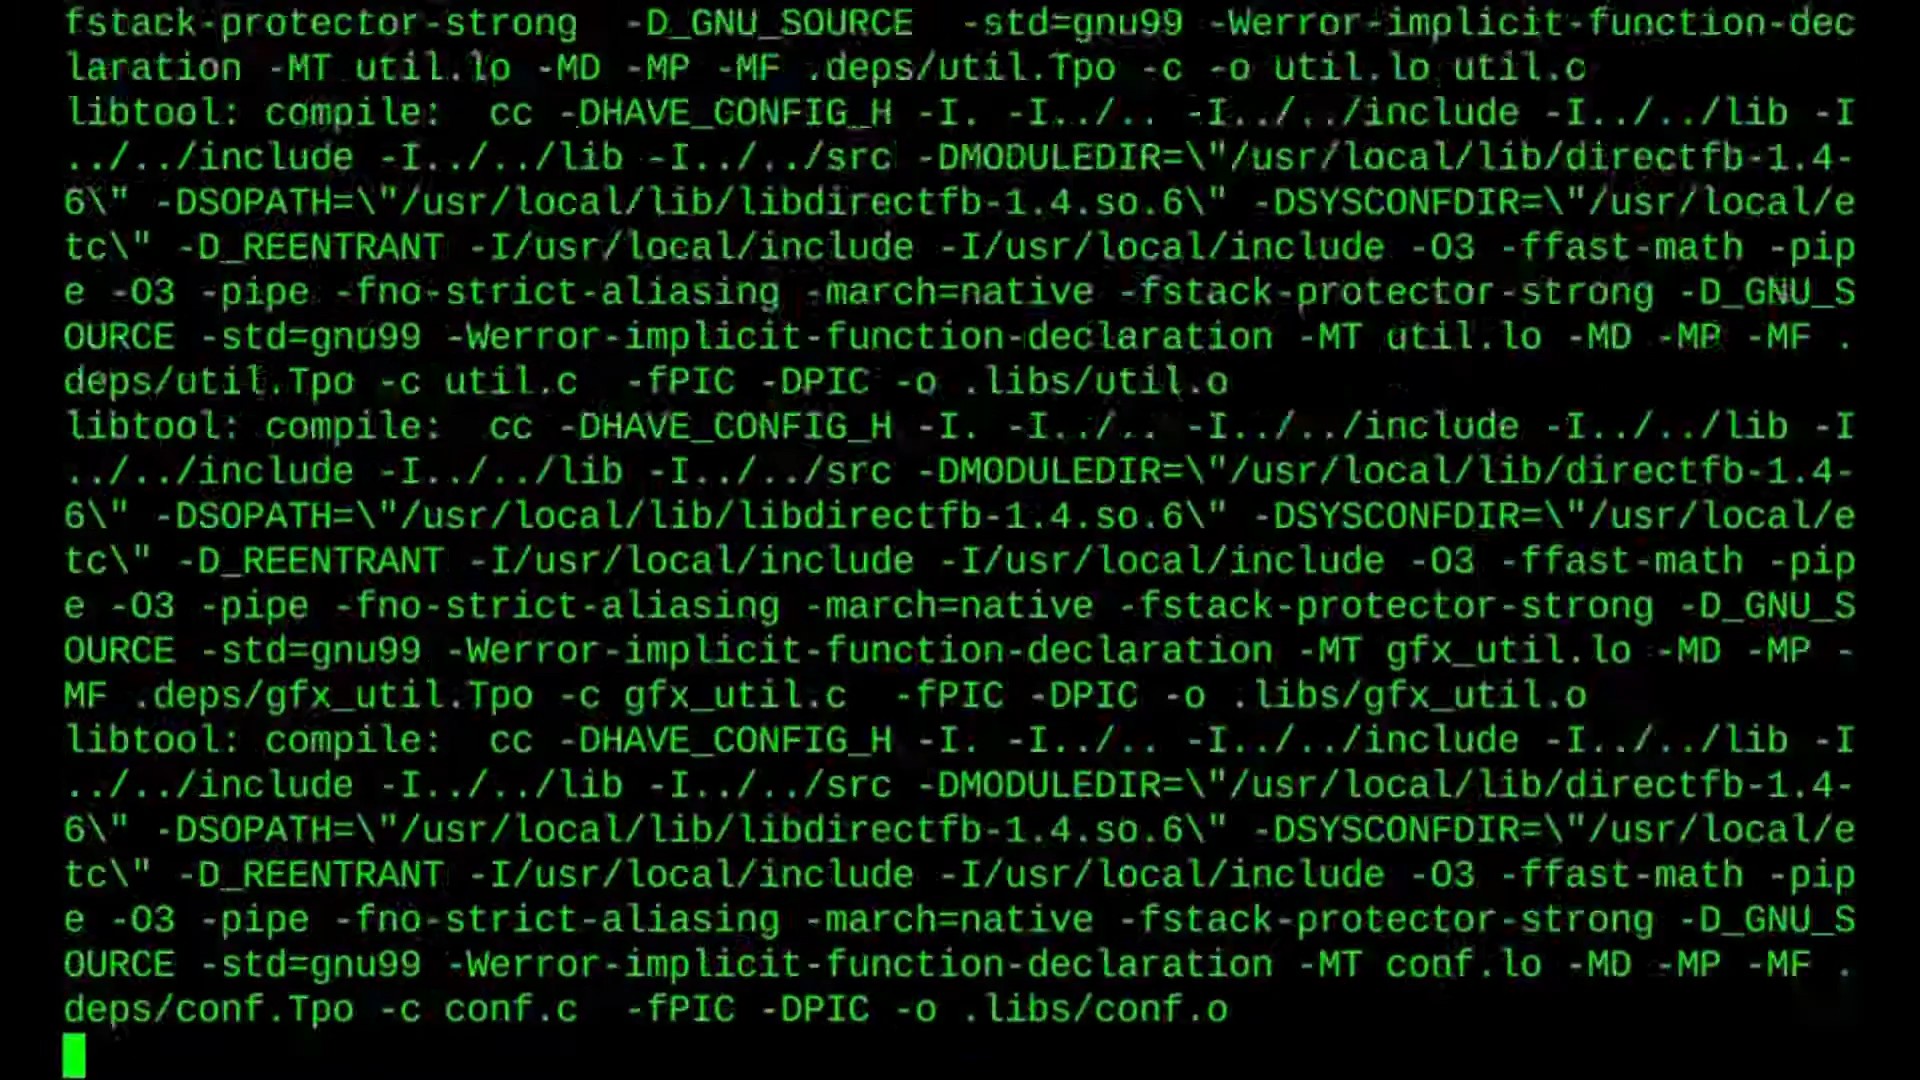 fstack-protector-strong  -D_GNU_SOURCE  -std=gnu99 -Werror-implicit-function-dec
laration -MT util.lo -MD -MP -MF .deps/util.Tpo -c -o util.lo util.c
libtool: compile:  cc -DHAVE_CONFIG_H -I. -I../.. -I../../include -I../../lib -I
../../include -I../../lib -I../../src -DMODULEDIR=\"/usr/local/lib/directfb-1.4-
6\" -DSOPATH=\"/usr/local/lib/libdirectfb-1.4.so.6\" -DSYSCONFDIR=\"/usr/local/e
tc\" -D_REENTRANT -I/usr/local/include -I/usr/local/include -O3 -ffast-math -pip
e -O3 -pipe -fno-strict-aliasing -march=native -fstack-protector-strong -D_GNU_S
OURCE -std=gnu99 -Werror-implicit-function-declaration -MT util.lo -MD -MP -MF .
deps/util.Tpo -c util.c  -fPIC -DPIC -o .libs/util.o
libtool: compile:  cc -DHAVE_CONFIG_H -I. -I../.. -I../../include -I../../lib -I
../../include -I../../lib -I../../src -DMODULEDIR=\"/usr/local/lib/directfb-1.4-
6\" -DSOPATH=\"/usr/local/lib/libdirectfb-1.4.so.6\" -DSYSCONFDIR=\"/usr/local/e
tc\" -D_REENTRANT -I/usr/local/include -I/usr/local/include -O3 -ffast-math -pip
e -O3 -pipe -fno-strict-aliasing -march=native -fstack-protector-strong -D_GNU_S
OURCE -std=gnu99 -Werror-implicit-function-declaration -MT gfx_util.lo -MD -MP -
MF .deps/gfx_util.Tpo -c gfx_util.c  -fPIC -DPIC -o .libs/gfx_util.o
libtool: compile:  cc -DHAVE_CONFIG_H -I. -I../.. -I../../include -I../../lib -I
../../include -I../../lib -I../../src -DMODULEDIR=\"/usr/local/lib/directfb-1.4-
6\" -DSOPATH=\"/usr/local/lib/libdirectfb-1.4.so.6\" -DSYSCONFDIR=\"/usr/local/e
tc\" -D_REENTRANT -I/usr/local/include -I/usr/local/include -O3 -ffast-math -pip
e -O3 -pipe -fno-strict-aliasing -march=native -fstack-protector-strong -D_GNU_S
OURCE -std=gnu99 -Werror-implicit-function-declaration -MT conf.lo -MD -MP -MF .
deps/conf.Tpo -c conf.c  -fPIC -DPIC -o .libs/conf.o